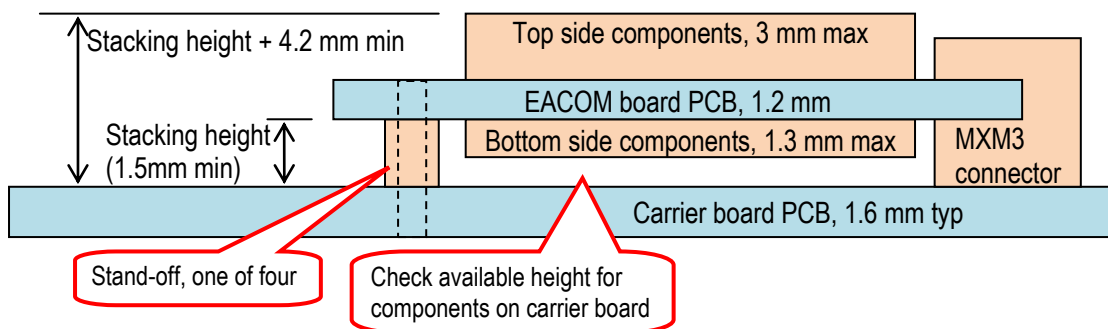 Stacking height + 4.2 mm min
Top side components, 3 mm max
EACOM board PCB, 1.2 mm
Stacking height
(1.5mm min)
Bottom side components, 1.3 mm max
MXM3
connector
Carrier board PCB, 1.6 mm typ
Stand-off, one of four
Check available height for
components on carrier board